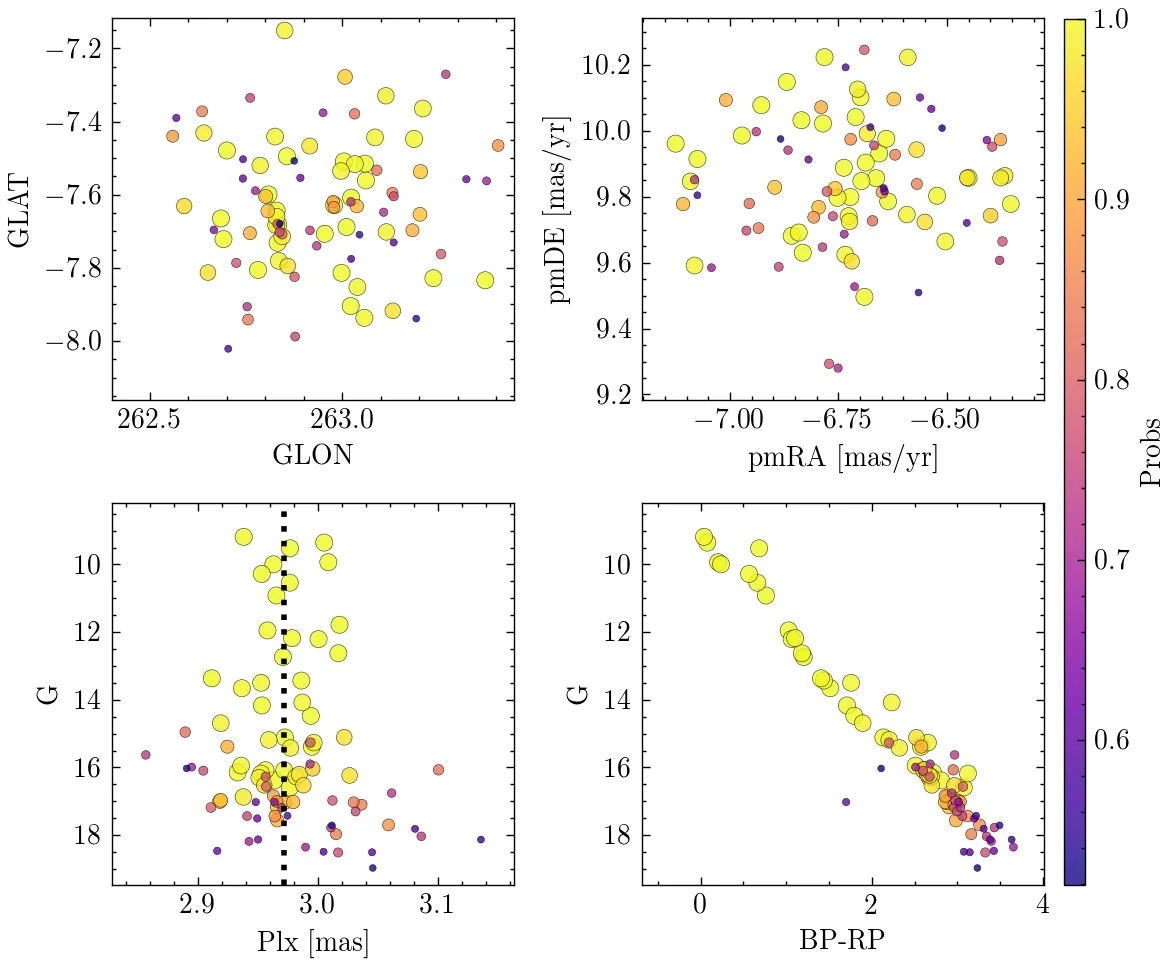 −7.2
−7.4
−7.6
−7.8
−8.0
GLAT
262.5 263.0
GLON
10.2
10.0
9.8
9.6
9.4
9.2
pmDE [mas/yr]
−7.00 −6.75 −6.50
pmRA [mas/yr]
10
12
14
16
18
G
2.9 3.0 3.1
Plx [mas]
10
12
14
16
18
G
0 2 4
BP-RP
1.0
0.9
0.8
0.7
0.6
Probs